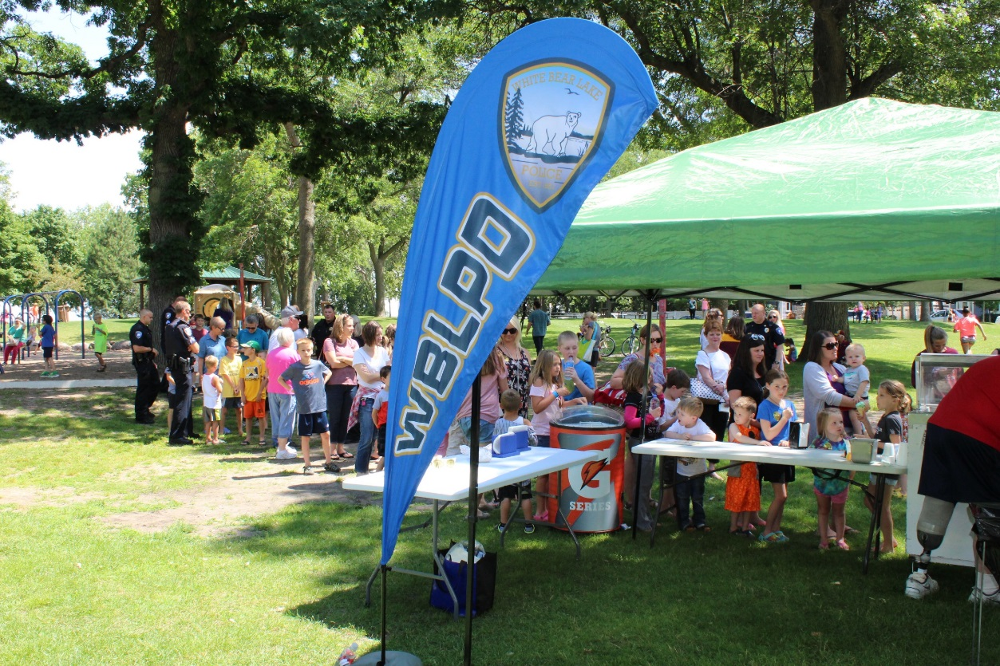 WHITE BEAR LAKE
POLICE
WBLPD
G
SERIES